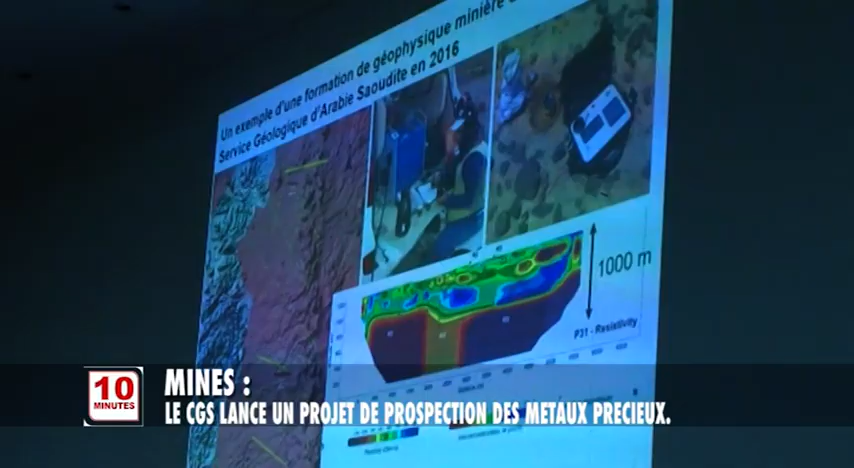 Un exemple d'une formation de géophysique minière
Service Géologique d'Arabie Saoudite en 2016
1000 m
P31 - Resistivity
10
MINUTES
MINES :
LE CGS LANCE UN PROJET DE PROSPECTION DES METAUX PRECIEUX.